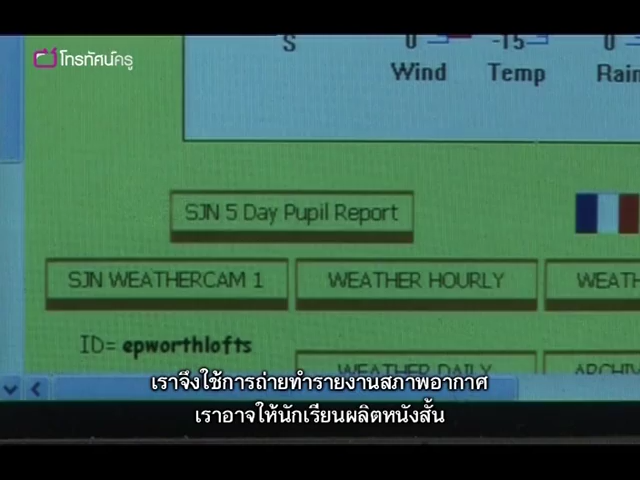 S 0 -15 0
โทรทัศน์ครู
Wind Temp Rain
SJN 5 Day Pupil Report
SJN WEATHERCAM 1 WEATHER HOURLY WEATH
ID= epworthlofts
WEATHER DAILY ARCHIV
เราจึงใช้การถ่ายทำรายงานสภาพอากาศ
เราอาจให้นักเรียนผลิตหนังสั้น